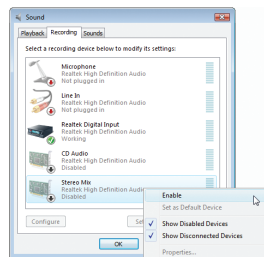 Sound
Playback Recording Sounds
Select a recording device below to modify its settings:
Microphone
Realtek High Definition Audio
Not plugged in
Line In
Realtek High Definition Audio
Not plugged in
Realtek Digital Input
Realtek High Definition Audio
Working
CD Audio
Realtek High Definition Audio
Disabled
Stereo Mix
Realtek High Definition Audio
Disabled
Enable
Set as Default Device
Show Disabled Devices
Show Disconnected Devices
Properties...
Configure
OK